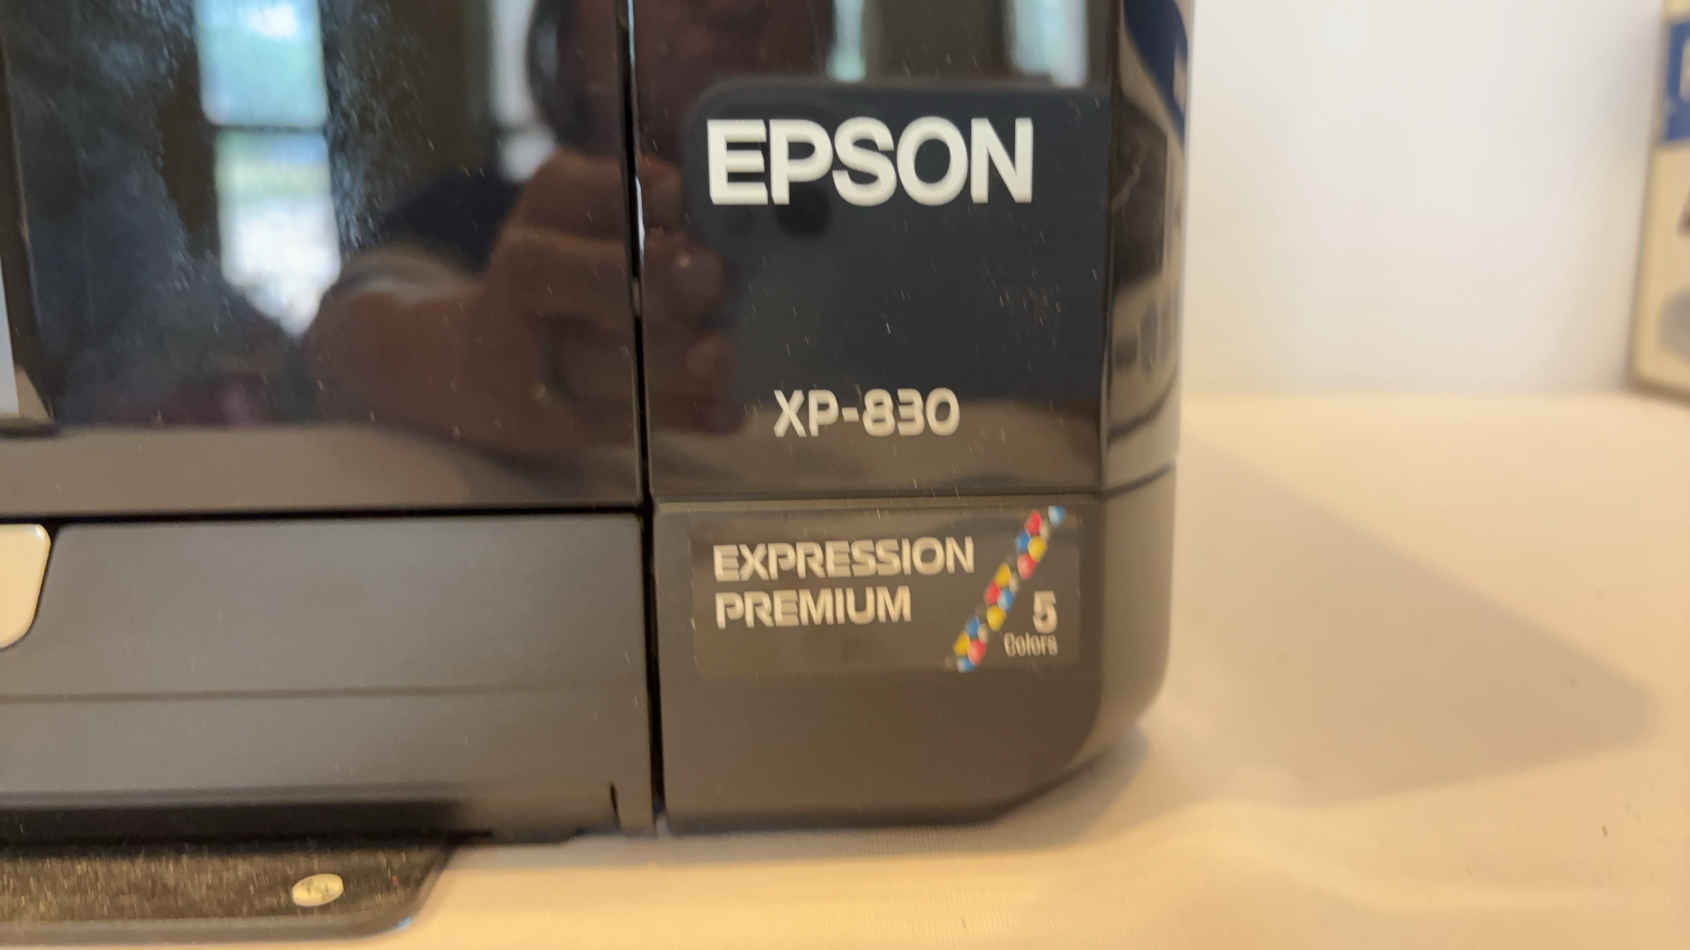 EPSON
XP-830
EXPRESSION
PREMIUM
5
Colors